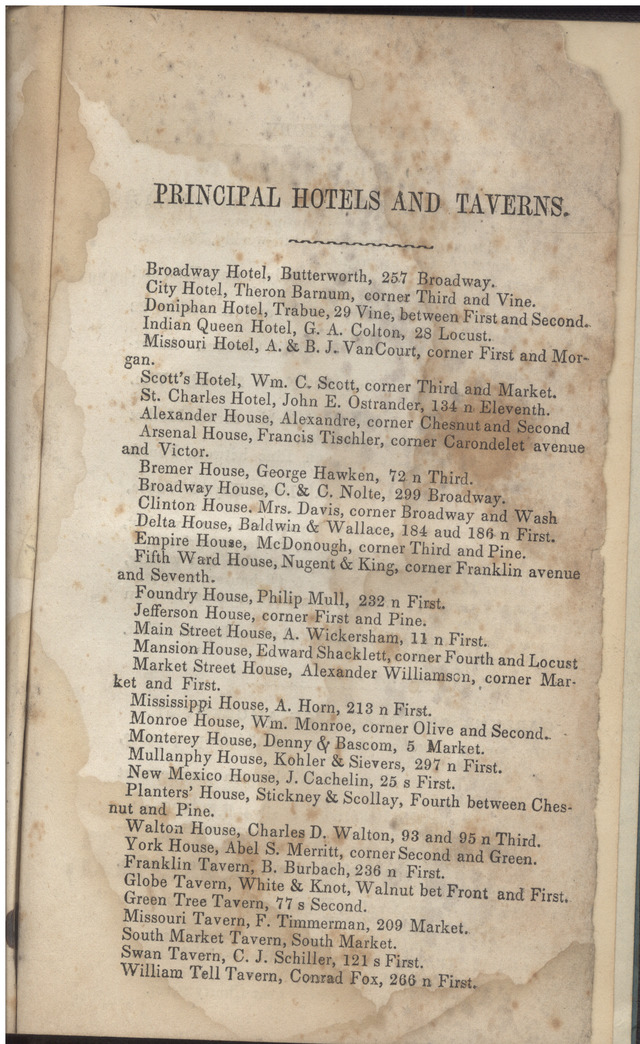 PRINCIPAL HOTELS AND TAVERNS.
Broadway Hotel, Butterworth, 257 Broadway.
City Hotel, Theron Barnum, corner Third and Vine.
Doniphan Hotel, Trabue, 29 Vine, between First and Second.
Indian Queen Hotel, G. A. Colton, 28 Locust.
Missouri Hotel, A. & B. J. VanCourt, corner First and Mor-
gan.
Scott's Hotel, Wm. C. Scott, corner Third and Market.
St. Charles Hotel, John E. Ostrander, 134 n Eleventh.
Alexander House, Alexandre, corner Chesnut and Second
Arsenal House, Francis Tischler, corner Carondelet avenue
and Victor.
Bremer House, George Hawken, 72 n Third.
Broadway House, C. & C. Nolte, 299 Broadway.
Clinton House. Mrs. Davis, corner Broadway and Wash
Delta House, Baldwin & Wallace, 184 aud 186 n First.
Empire House, McDonough, corner Third and Pine.
Fifth Ward House, Nugent & King, corner Franklin avenue
and Seventh.
Foundry House, Philip Mull, 232 n First.
Jefferson House, corner First and Pine.
Main Street House, A. Wickersham, 11 n First.
Mansion House, Edward Shacklett, corner Fourth and Locust
Market Street House, Alexander Williamson, corner Mar-
ket and First.
Mississippi House, A. Horn, 213 n First.
Monroe House, Wm. Monroe, corner Olive and Second.
Monterey House, Denny & Bascom, 5 Market.
Mullanphy House, Kohler & Sievers, 297 n First.
New Mexico House, J. Cachelin, 25 s First.
Planters' House, Stickney & Scollay, Fourth between Ches-
nut and Pine.
Walton House, Charles D. Walton, 93 and 95 n Third.
York House, Abel S. Merritt, corner Second and Green.
Franklin Tavern, B. Burbach, 236 n First.
Globe Tavern, White & Knot, Walnut bet Front and First.
Green Tree Tavern, 77 s Second.
Missouri Tavern, F. Timmerman, 209 Market.
South Market Tavern, South Market.
Swan Tavern, C. J. Schiller, 121 s First.
William Tell Tavern, Conrad Fox, 266 n First.